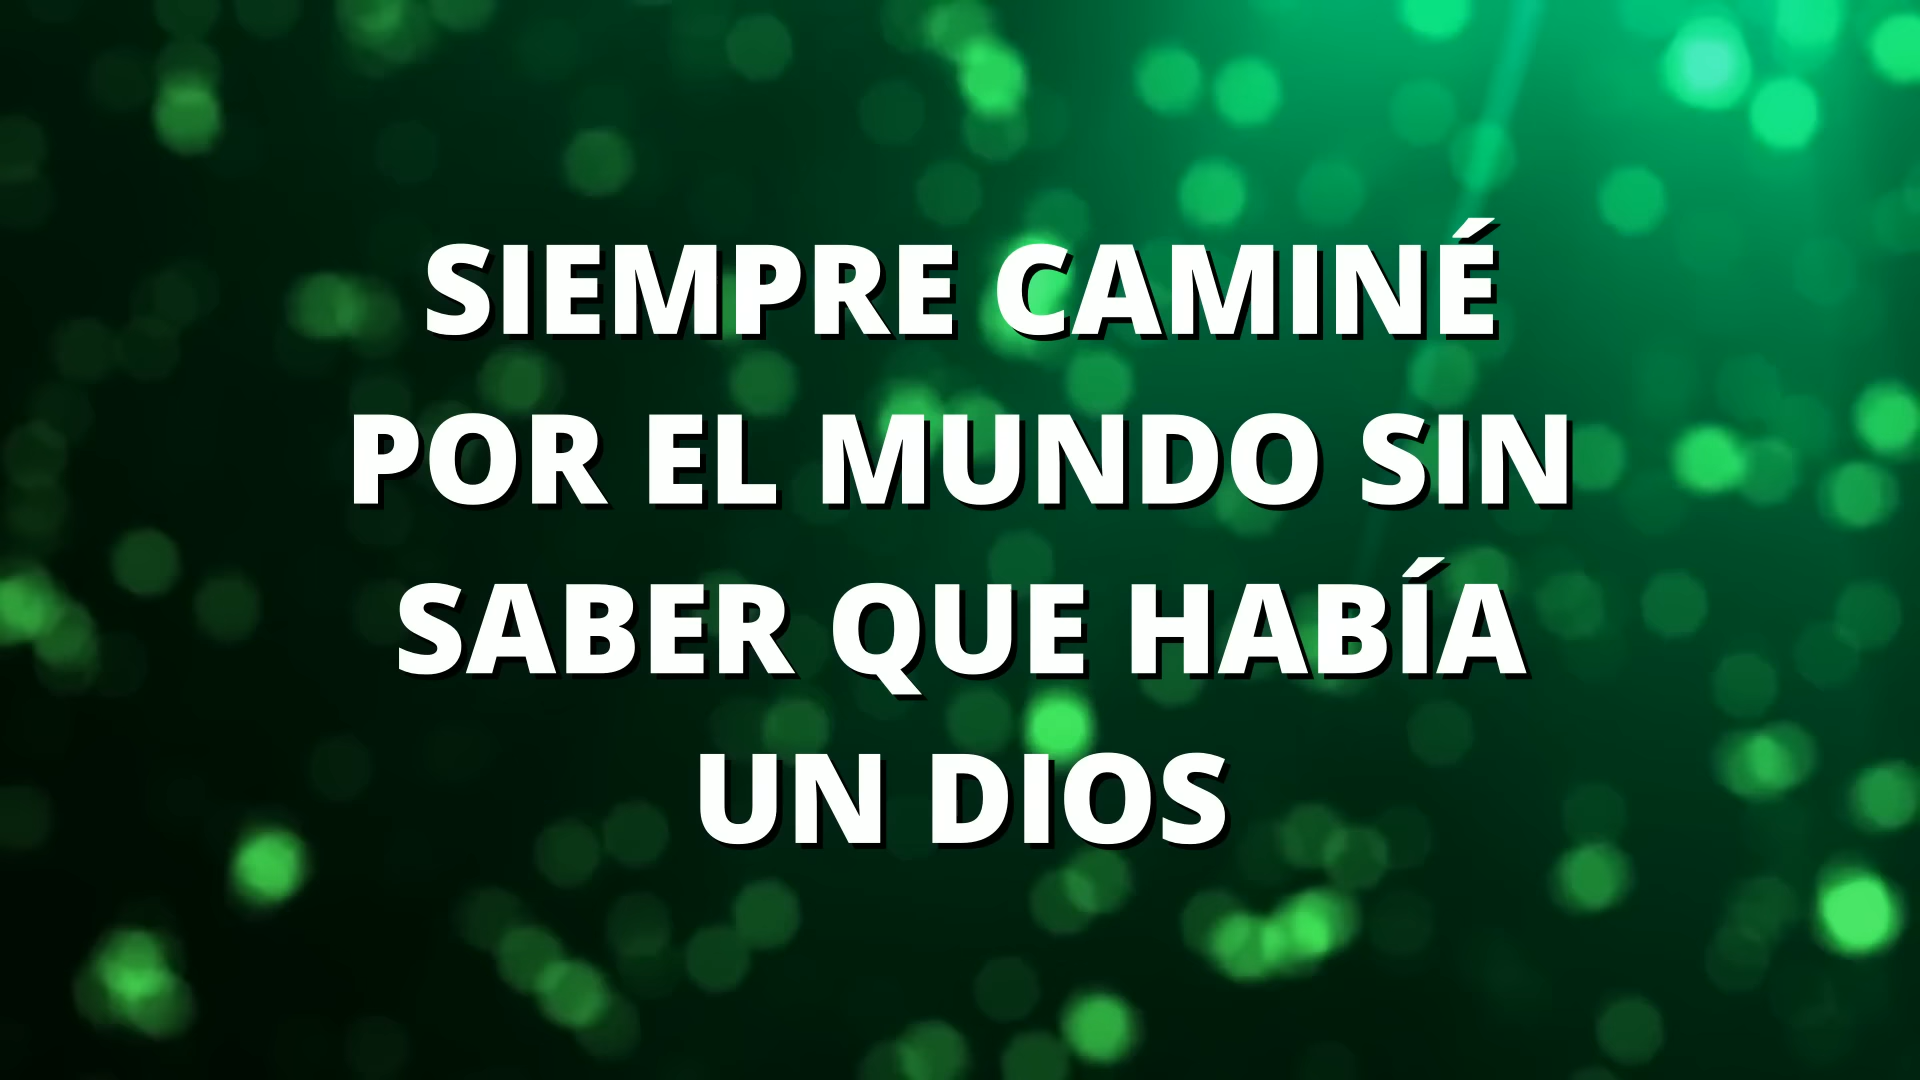 SIEMPRE CAMINÉ
POR EL MUNDO SIN
SABER QUE HABÍA
UN DIOS